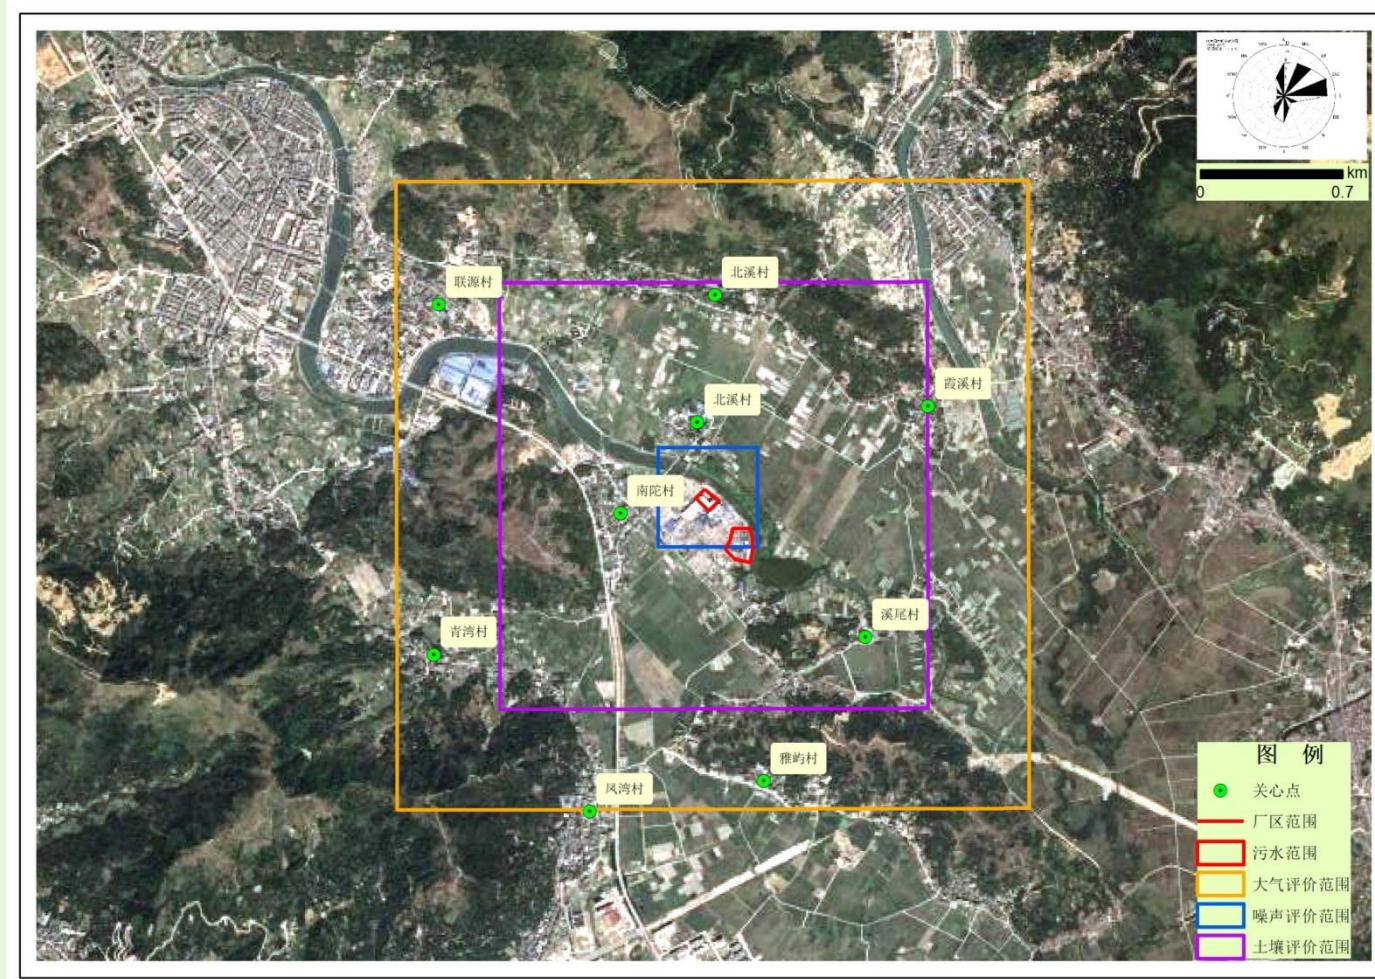 km
0
0.7
联源村
北溪村
霞溪村
北溪村
南陀村
溪尾村
青湾村
雅屿村
凤湾村
图 例
关心点
厂区范围
污水范围
大气评价范围
噪声评价范围
土壤评价范围